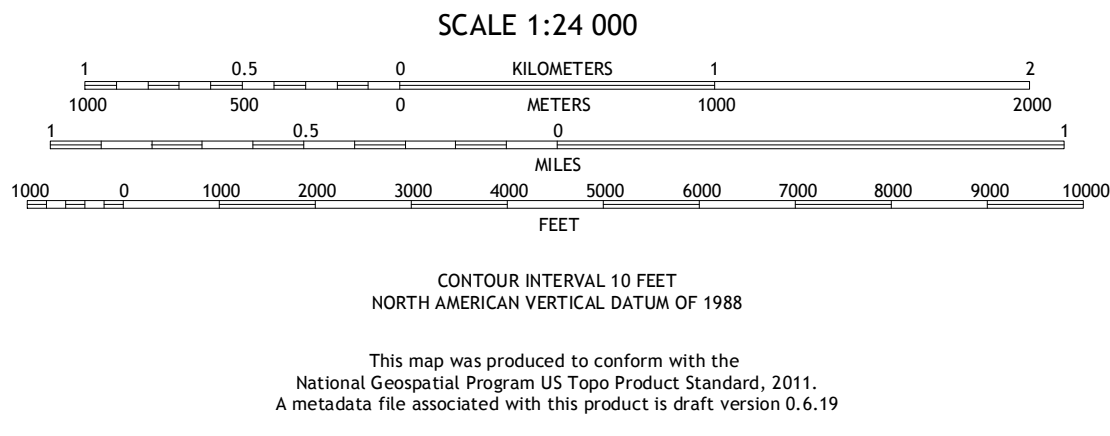 SCALE 1:24 000
1 0.5 0 KILOMETERS 1 2
1000 500 0 METERS 1000 2000
1 0.5 0 1
MILES
1000 0 1000 2000 3000 4000 5000 6000 7000 8000 9000 10000
FEET
CONTOUR INTERVAL 10 FEET
NORTH AMERICAN VERTICAL DATUM OF 1988
This map was produced to conform with the
National Geospatial Program US Topo Product Standard, 2011.
A metadata file associated with this product is draft version 0.6.19